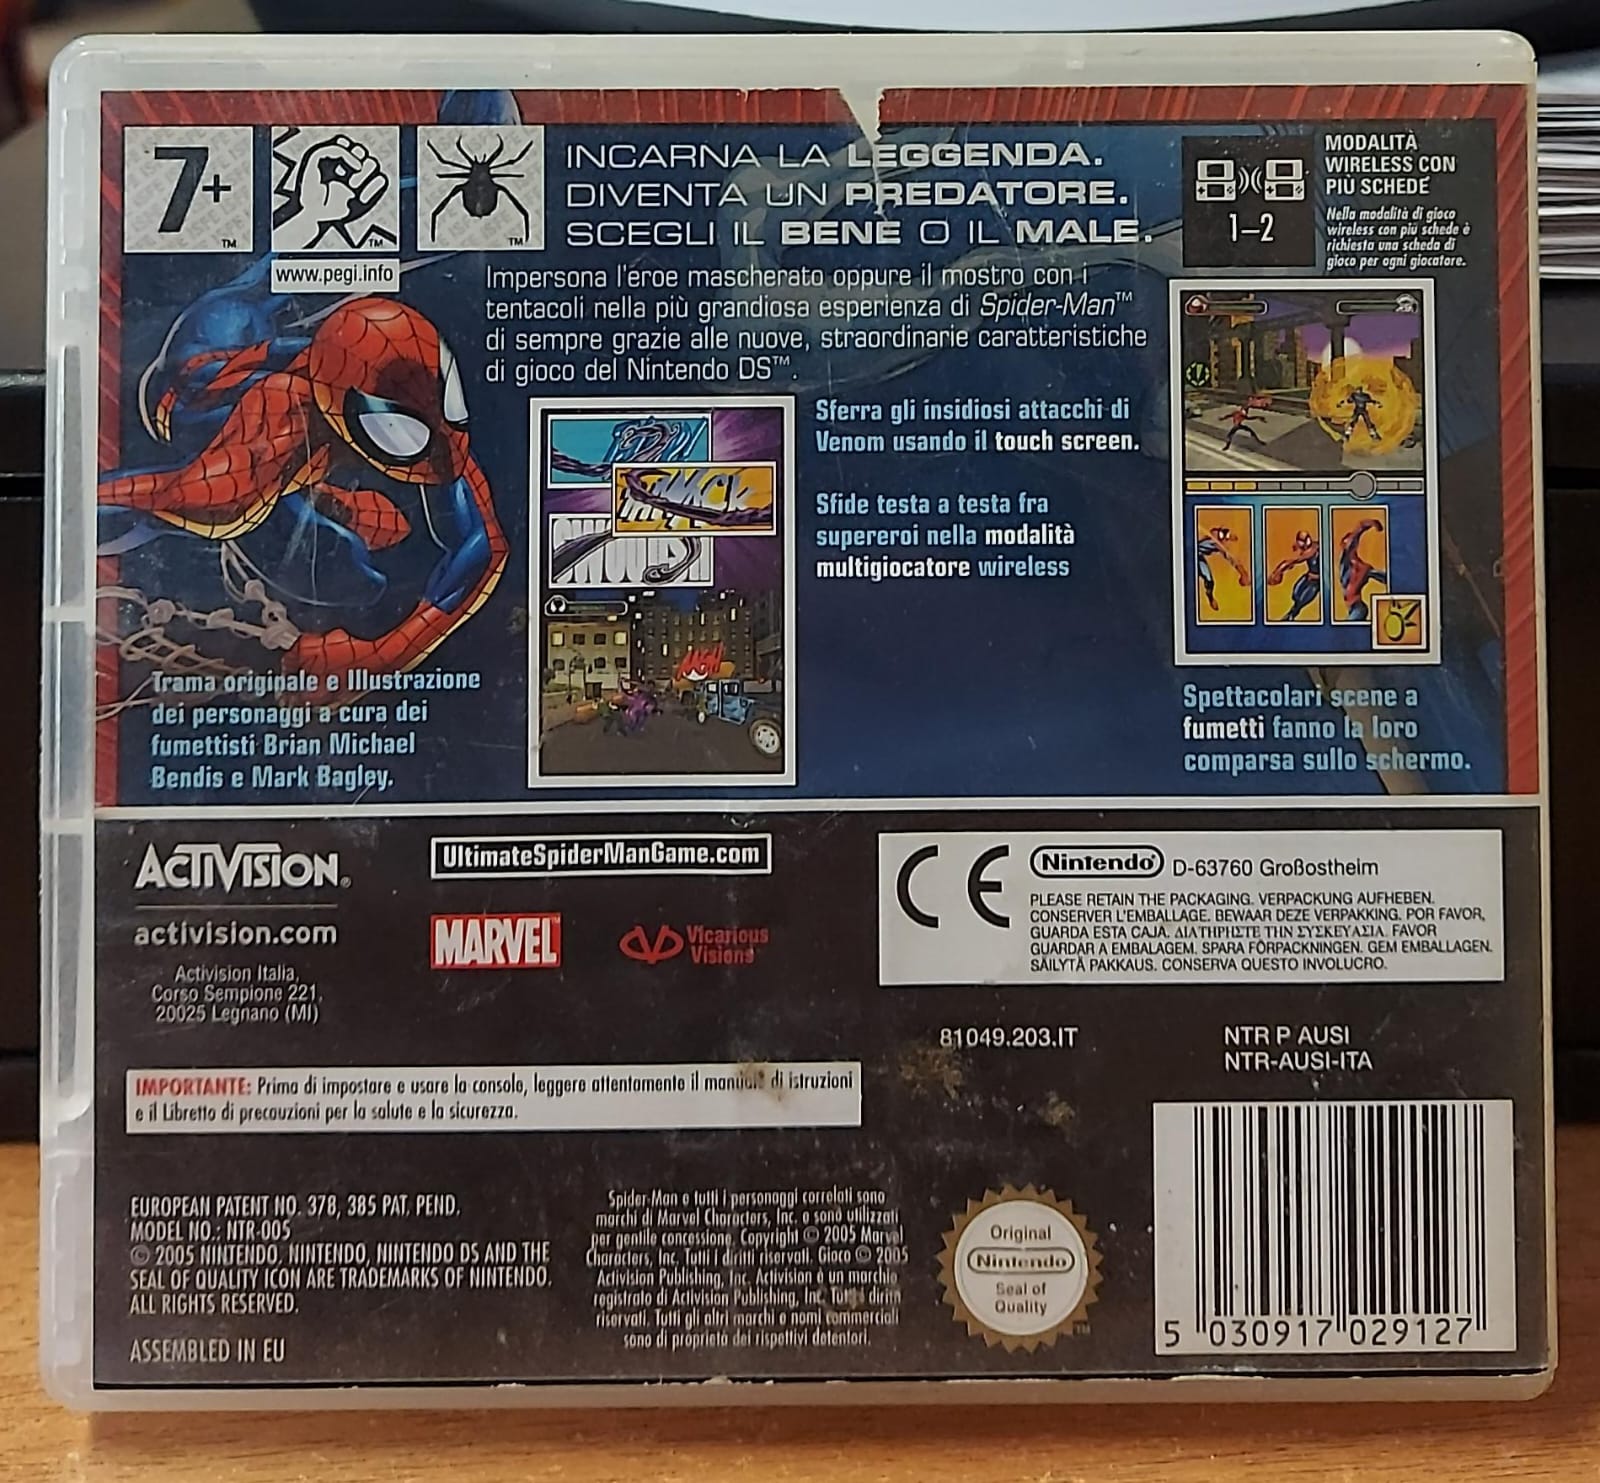 7+
TM
TM
TM
www.pegi.info
INCARNA LA LEGGENDA.
DIVENTA UN PREDATORE.
SCEGLI IL BENE O IL MALE.
Impersona l'eroe mascherato oppure il mostro con i
tentacoli nella più grandiosa esperienza di Spider-Man™
di sempre grazie alle nuove, straordinarie caratteristiche
di gioco del Nintendo DS™.
1–2
MODALITÀ
WIRELESS CON
PIÙ SCHEDE
Nella modalità di gioco
wireless con più schede è
richiesta una scheda di
gioco per ogni giocatore.
Sferra gli insidiosi attacchi di
Venom usando il touch screen.
Sfide testa a testa fra
supereroi nella modalità
multigiocatore wireless
THWACK
Trama originale e Illustrazione
dei personaggi a cura dei
fumettisti Brian Michael
Bendis e Mark Bagley.
Spettacolari scene a
fumetti fanno la loro
comparsa sullo schermo.
ACTIVISION®
activision.com
Activision Italia,
Corso Sempione 221,
20025 Legnano (MI)
UltimateSpiderManGame.com
MARVEL
Vicarious
Visions
CE
Nintendo® D-63760 Großostheim
PLEASE RETAIN THE PACKAGING. VERPACKUNG AUFHEBEN.
CONSERVER L'EMBALLAGE. BEWAAR DEZE VERPAKKING. POR FAVOR,
GUARDA ESTA CAJA. ΔΙΑΤΗΡΗΣΤΕ ΤΗΝ ΣΥΣΚΕΥΑΣΙΑ. FAVOR
GUARDAR A EMBALAGEM. SPARA FÖRPACKNINGEN. GEM EMBALLAGEN.
SÄILYTÄ PAKKAUS. CONSERVA QUESTO INVOLUCRO.
81049.203.IT
NTR P AUSI
NTR-AUSI-ITA
IMPORTANTE: Prima di impostare e usare la console, leggere attentamente il manuale di istruzioni
e il Libretto di precauzioni per la salute e la sicurezza.
EUROPEAN PATENT NO. 378, 385 PAT. PEND.
MODEL NO.: NTR-005
© 2005 NINTENDO, NINTENDO, NINTENDO DS AND THE
SEAL OF QUALITY ICON ARE TRADEMARKS OF NINTENDO.
ALL RIGHTS RESERVED.
ASSEMBLED IN EU
Spider-Man e tutti i personaggi correlati sono
marchi di Marvel Characters, Inc. e sono utilizzati
per gentile concessione. Copyright © 2005 Marvel
Characters, Inc. Tutti i diritti riservati. Gioco © 2005
Activision Publishing, Inc. Activision è un marchio
registrato di Activision Publishing, Inc. Tutti i diritti
riservati. Tutti gli altri marchi e nomi commerciali
sono di proprietà dei rispettivi detentori.
Original
Nintendo
Seal of
Quality
TM
5 030917 029127